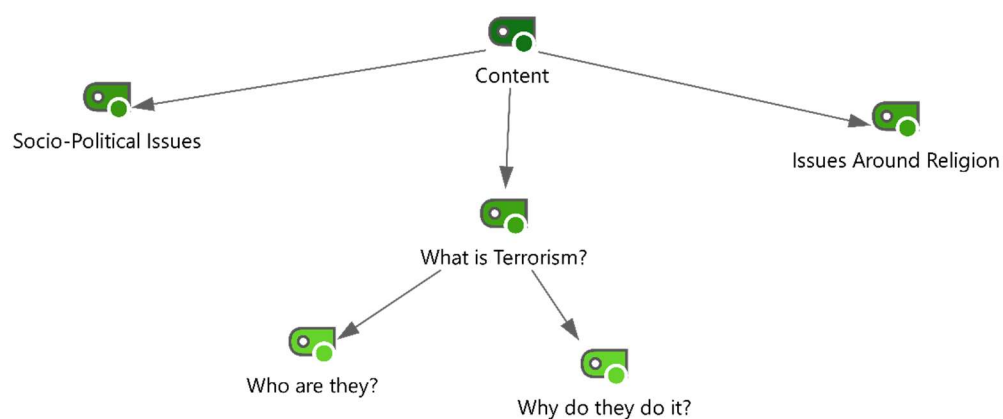 Content
Socio-Political Issues
Issues Around Religion
What is Terrorism?
Who are they?
Why do they do it?